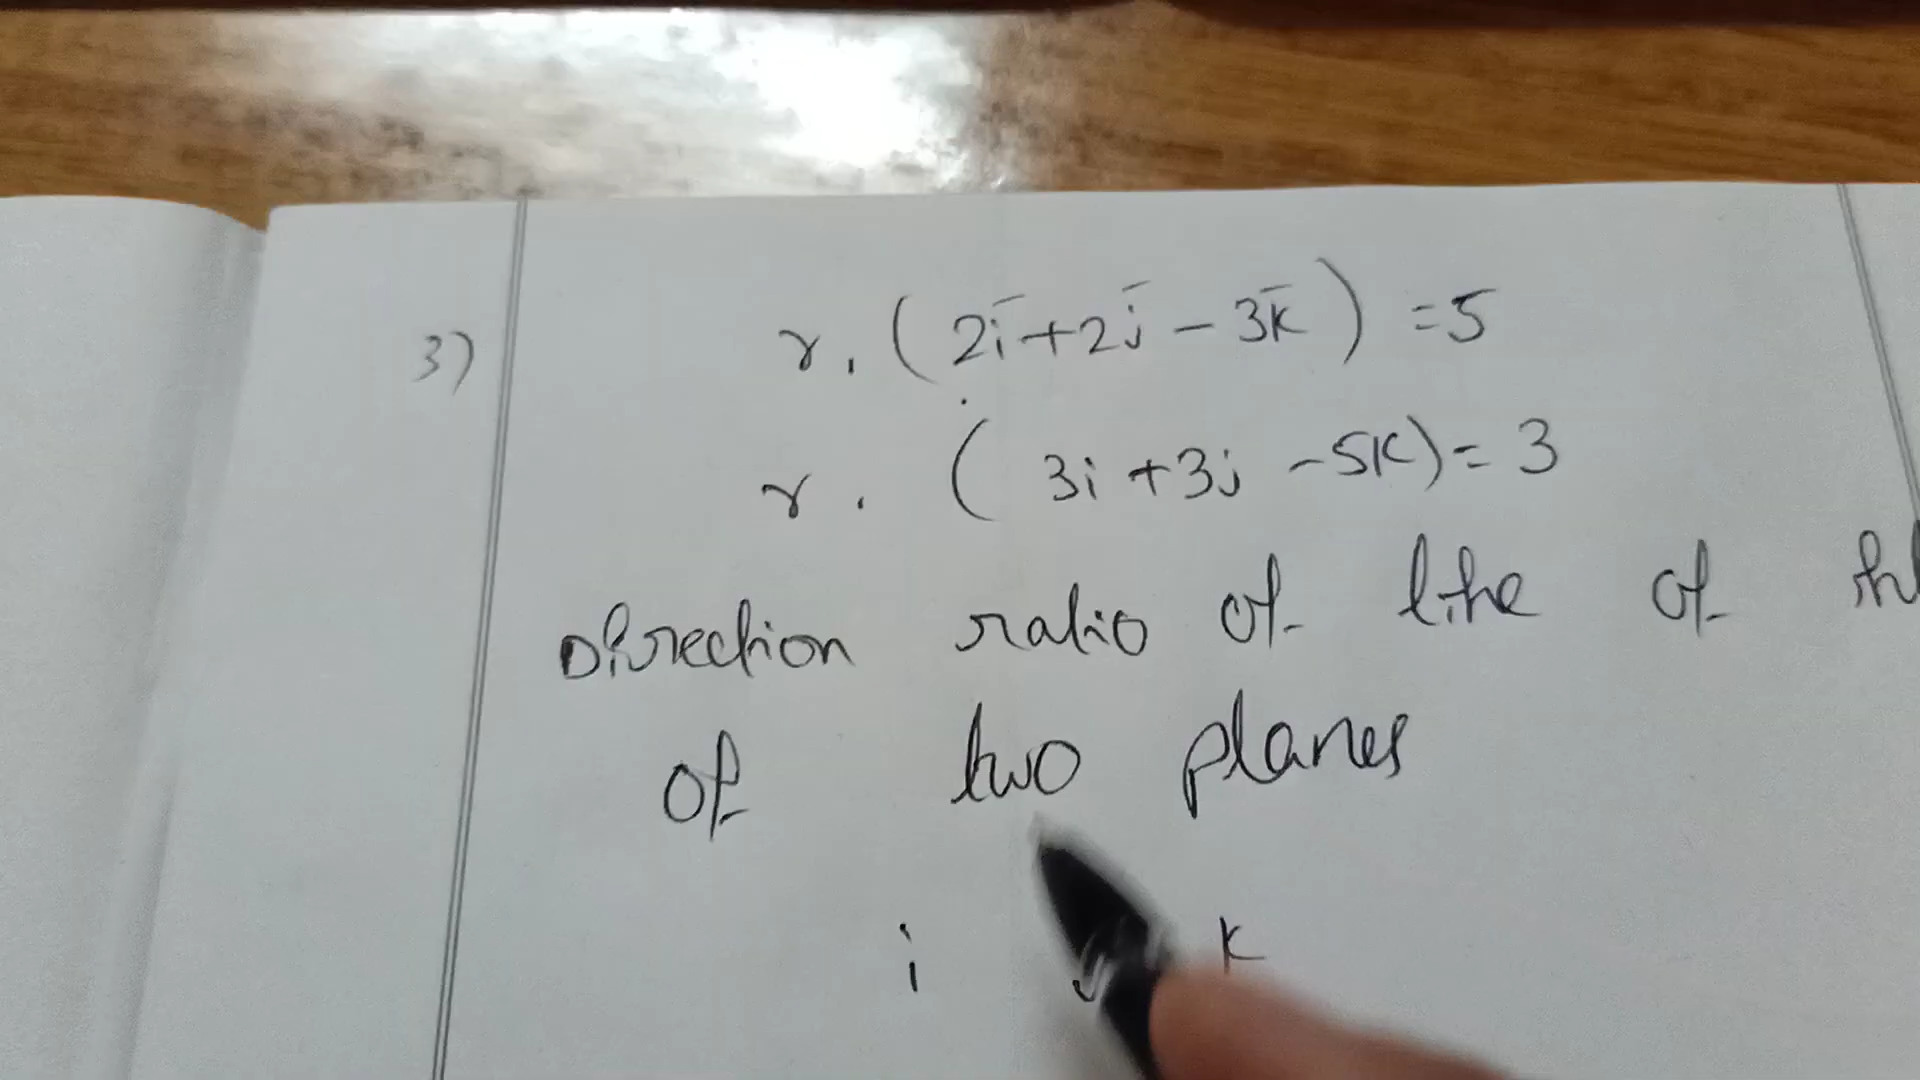 3) r. (2i̅+2j̅ - 3k̅) =5
r. (3i +3j -5k)= 3
Direction ratio of line of
of two planes
i j k